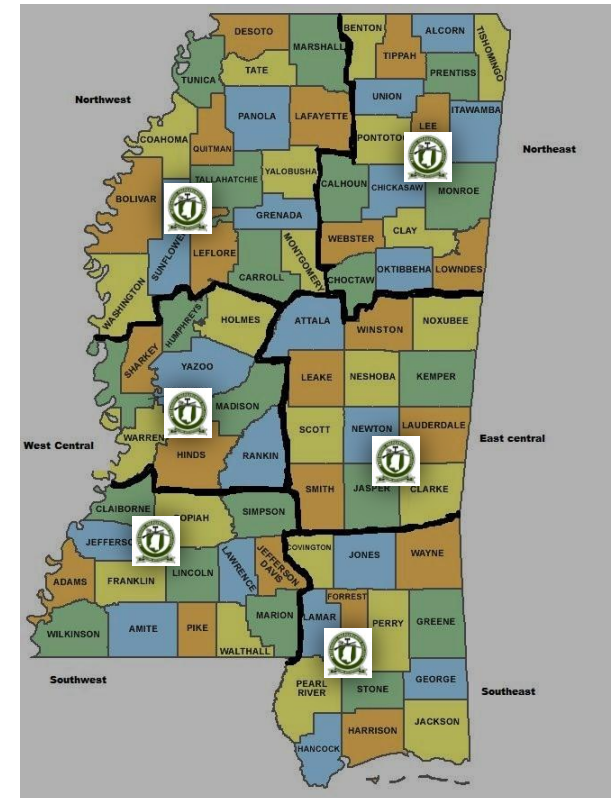 DESOTO
BENTON
ALCORN
TISHOMINGO
MARSHALL
TIPPAH
TATE
TUNICA
PRENTISS
UNION
Northwest
PANOLA
LAFAYETTE
ITAWAMBA
LEE
COAHOMA
PONTOTO
QUITMAN
Northeast
YALOBUSHA
TALLAHATCHIE
CALHOUN
CHICKASAW
MONROE
BOLIVAR
GRENADA
CLAY
WEBSTER
SUNFLOWE
LEFLORE
MONTGOMERY
OKTIBBEHA
LOWNDES
CARROLL
CHOCTAW
WASHINGTON
HUMPHREYS
HOLMES
ATTALA
NOXUBEE
WINSTON
SHARKEY
YAZOO
LEAKE
NESHOBA
KEMPER
MADISON
SCOTT
NEWTON
LAUDERDALE
WARREN
West Central
East central
HINDS
RANKIN
SMITH
JASPER
CLARKE
CLAIBORNE
OPIAH
SIMPSON
JEFFERSO
COVINGTON
JONES
WAYNE
LAWRENCE
JEFFERSON
DAVIS
LINCOLN
ADAMS
FRANKLIN
FORREST
MARION
LAMAR
PERRY
GREENE
WILKINSON
AMITE
PIKE
WALTHALL
Southwest
GEORGE
PEARL
RIVER
STONE
Southeast
JACKSON
HARRISON
HANCOCK